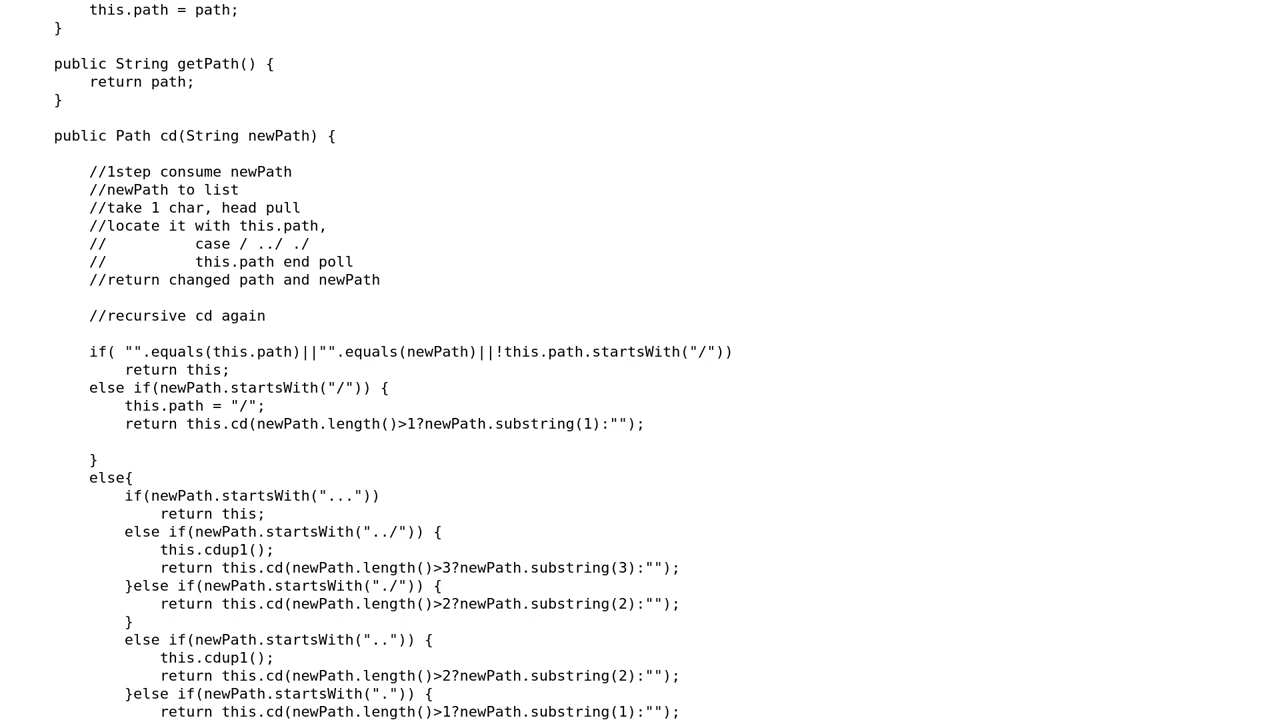 this.path = path;
}
public String getPath() {
return path;
}
public Path cd(String newPath) {
//1step consume newPath
//newPath to list
//take 1 char, head pull
//locate it with this.path,
//          case / ../ ./
//          this.path end poll
//return changed path and newPath
//recursive cd again
if( "".equals(this.path)||"".equals(newPath)||!this.path.startsWith("/"))
return this;
else if(newPath.startsWith("/")) {
this.path = "/";
return this.cd(newPath.length()>1?newPath.substring(1):"");
}
else{
if(newPath.startsWith("..."))
return this;
else if(newPath.startsWith("../")) {
this.cdup1();
return this.cd(newPath.length()>3?newPath.substring(3):"");
}else if(newPath.startsWith("./")) {
return this.cd(newPath.length()>2?newPath.substring(2):"");
}
else if(newPath.startsWith("..")) {
this.cdup1();
return this.cd(newPath.length()>2?newPath.substring(2):"");
}else if(newPath.startsWith(".")) {
return this.cd(newPath.length()>1?newPath.substring(1):"");